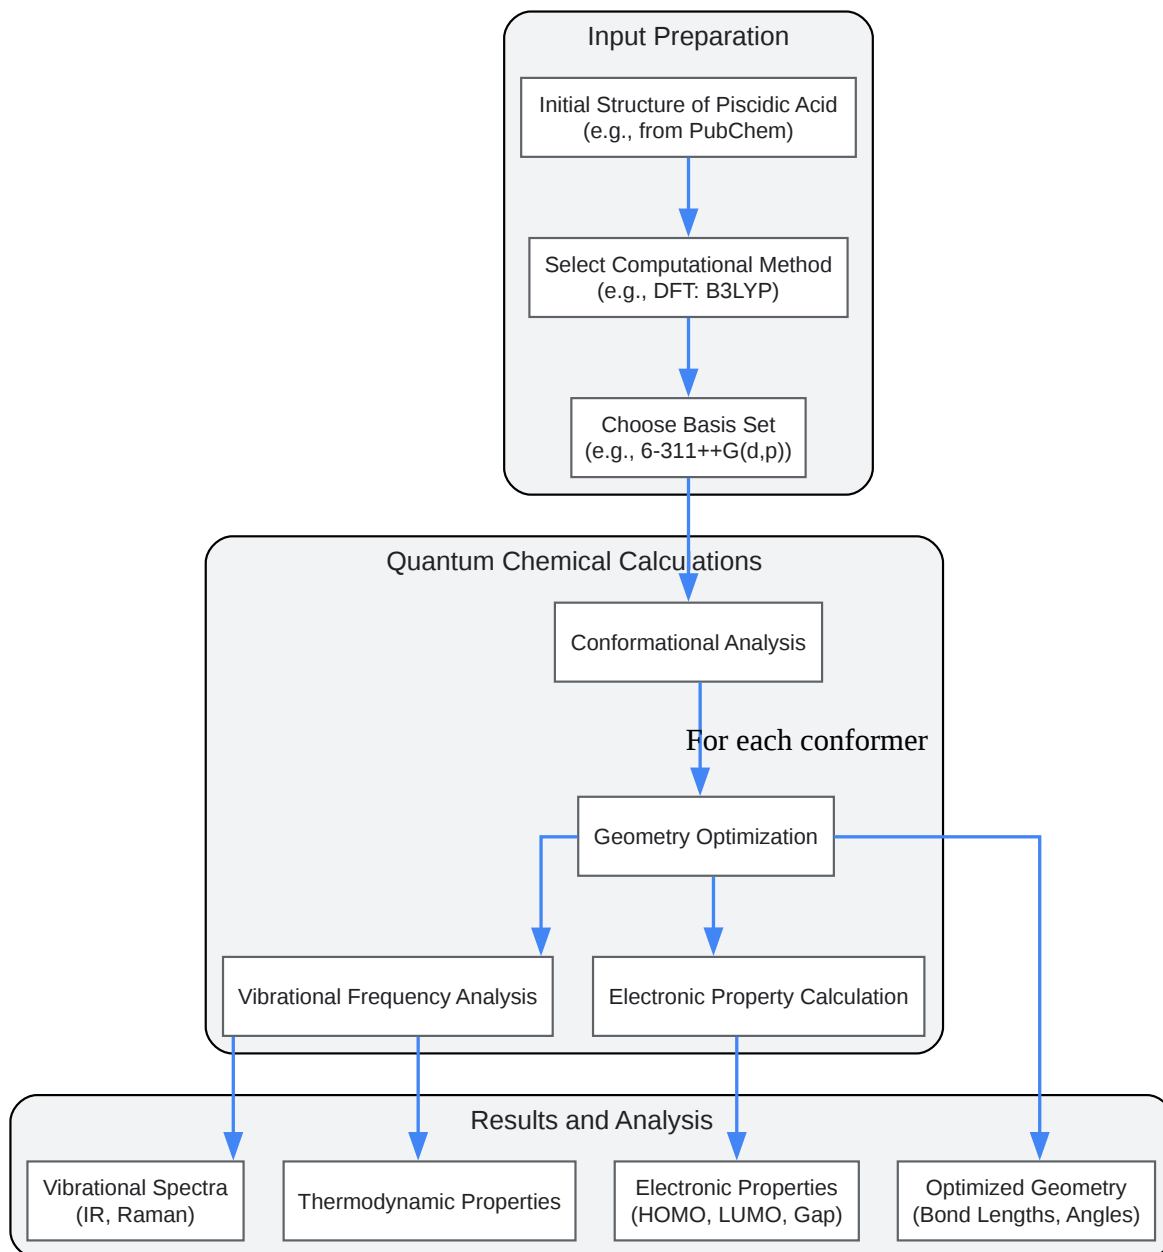 Input Preparation
Initial Structure of Piscidic Acid
(e.g., from PubChem)
Select Computational Method
(e.g., DFT: B3LYP)
Choose Basis Set
(e.g., 6-311++G(d,p))
Quantum Chemical Calculations
Conformational Analysis
For each conformer
Geometry Optimization
Vibrational Frequency Analysis
Electronic Property Calculation
Results and Analysis
Vibrational Spectra
(IR, Raman)
Thermodynamic Properties
Electronic Properties
(HOMO, LUMO, Gap)
Optimized Geometry
(Bond Lengths, Angles)